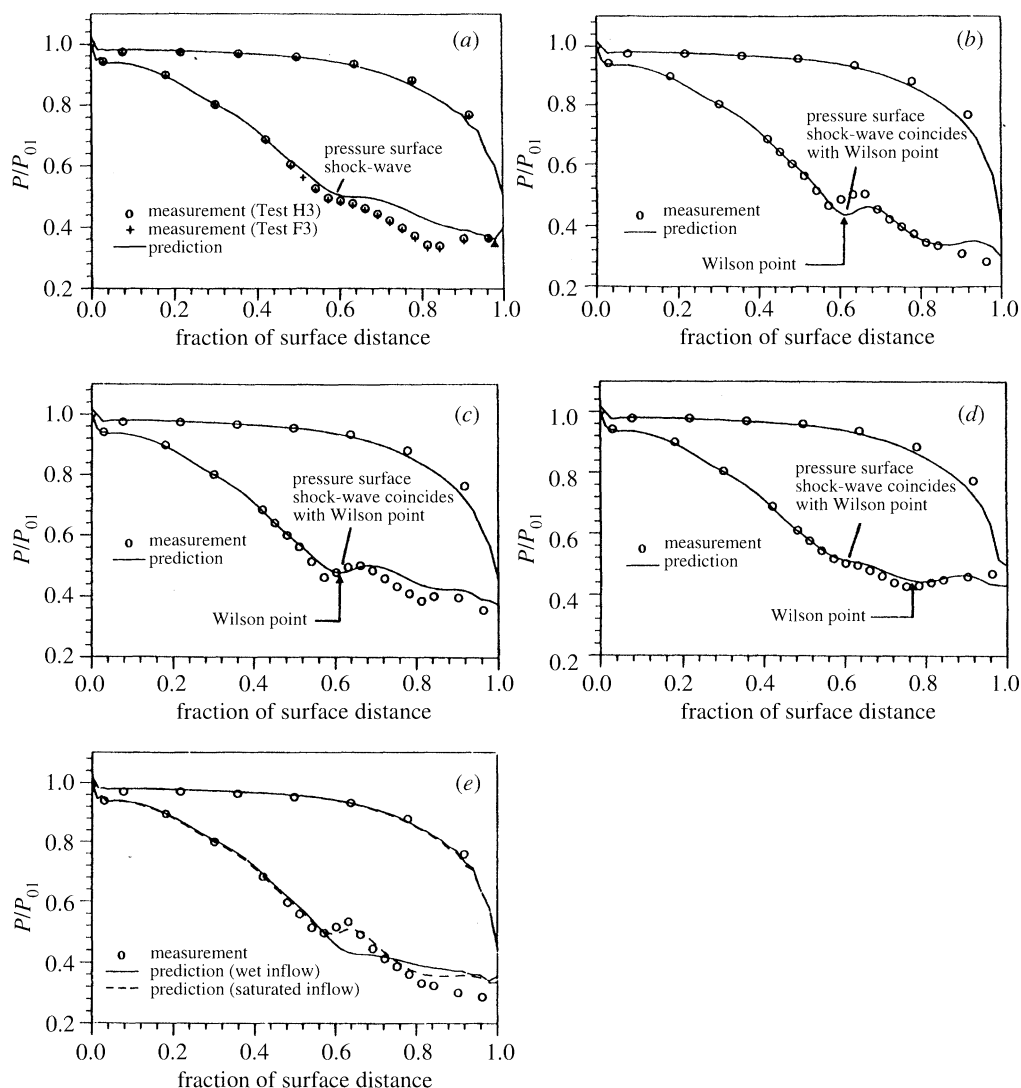 (a)
1.0
0.8
0.6
0.4
0.2
P/P01
pressure surface
shock-wave
measurement (Test H3)
measurement (Test F3)
prediction
0.0 0.2 0.4 0.6 0.8 1.0
fraction of surface distance
(b)
1.0
0.8
0.6
0.4
0.2
P/P01
pressure surface
shock-wave coincides
with Wilson point
measurement
prediction
Wilson point
0.0 0.2 0.4 0.6 0.8 1.0
fraction of surface distance
(c)
1.0
0.8
0.6
0.4
0.2
P/P01
pressure surface
shock-wave coincides
with Wilson point
measurement
prediction
Wilson point
0.0 0.2 0.4 0.6 0.8 1.0
fraction of surface distance
(d)
1.0
0.8
0.6
0.4
0.2
P/P01
pressure surface
shock-wave coincides
with Wilson point
measurement
prediction
Wilson point
0.0 0.2 0.4 0.6 0.8 1.0
fraction of surface distance
(e)
1.0
0.8
0.6
0.4
0.2
P/P01
measurement
prediction (wet inflow)
prediction (saturated inflow)
0.0 0.2 0.4 0.6 0.8 1.0
fraction of surface distance